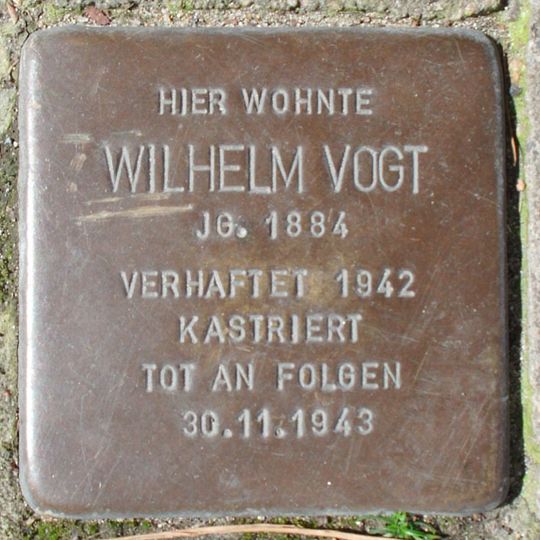 HIER WOHNTE
WILHELM VOGT
JG. 1884
VERHAFTET 1942
KASTRIERT
TOT AN FOLGEN
30.11.1943